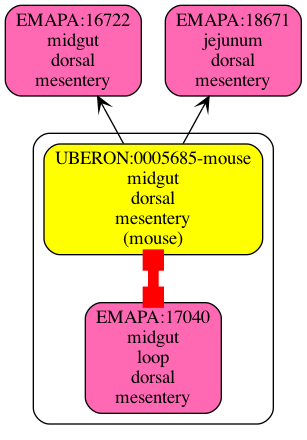 EMAPA:16722
midgut
dorsal
mesentery
EMAPA:18671
jejunum
dorsal
mesentery
UBERON:0005685-mouse
midgut
dorsal
mesentery
(mouse)
EMAPA:17040
midgut
loop
dorsal
mesentery